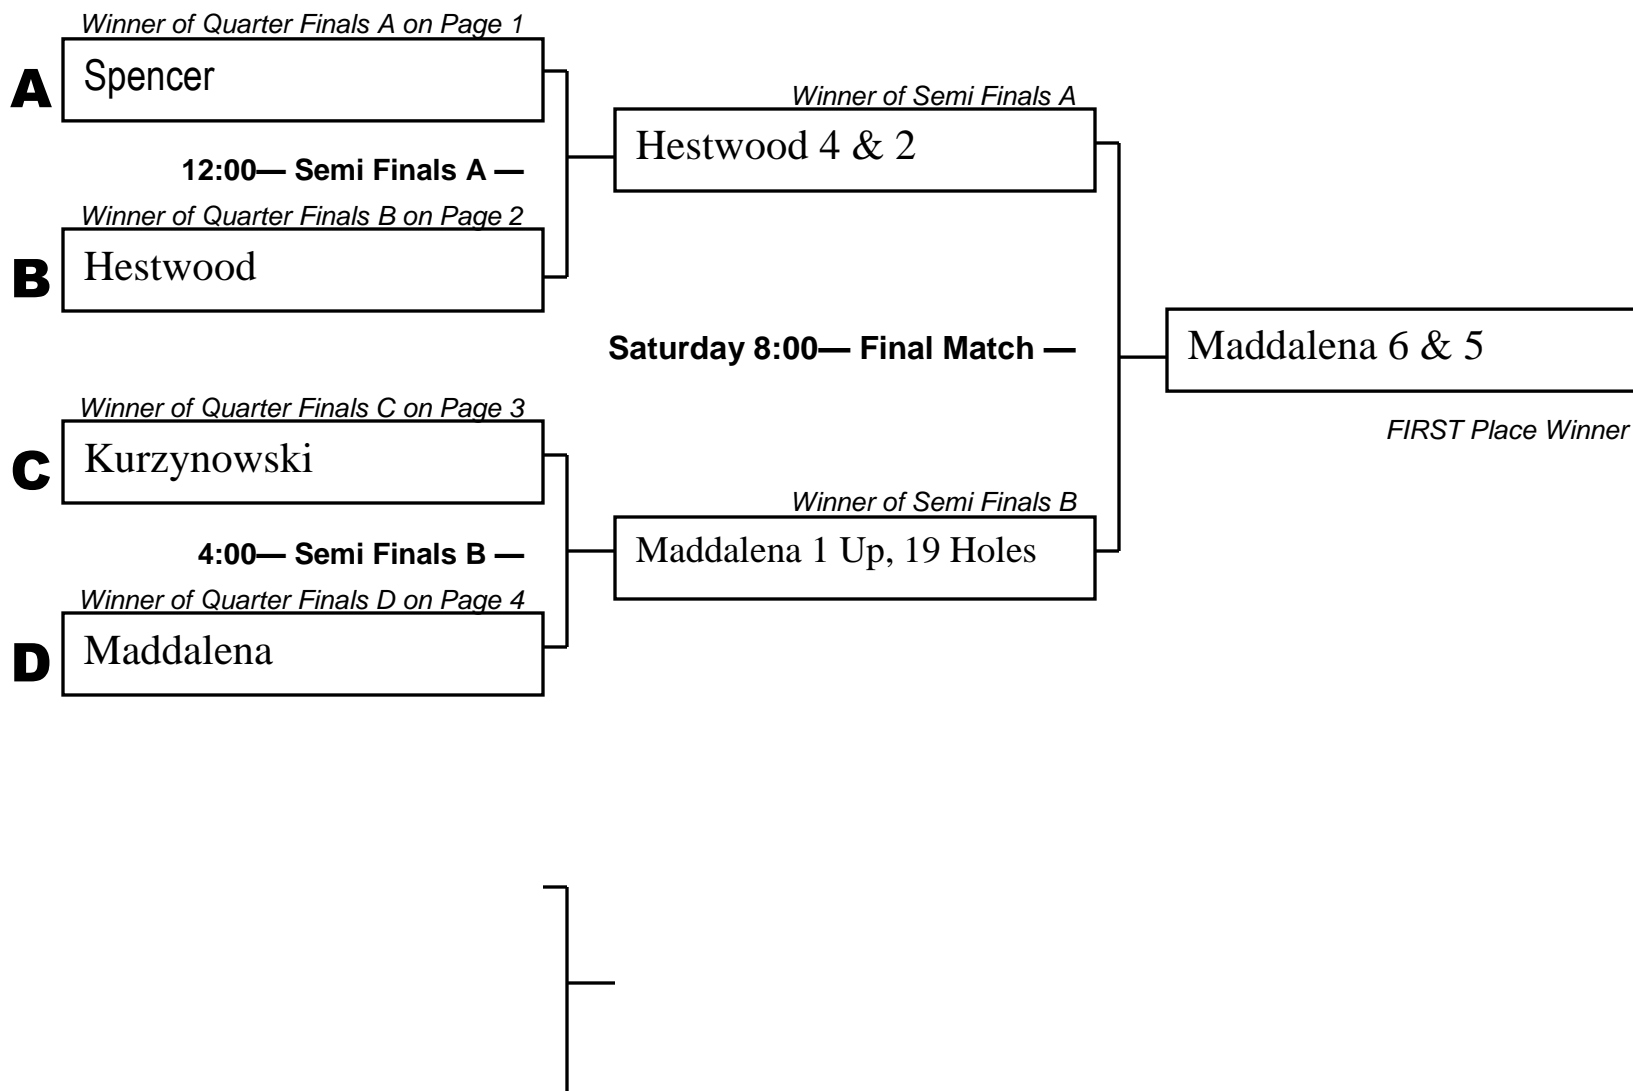 Winner of Quarter Finals A on Page 1
A
Spencer
12:00— Semi Finals A —
Winner of Quarter Finals B on Page 2
B
Hestwood
Winner of Semi Finals A
Hestwood 4 & 2
Saturday 8:00— Final Match —
Maddalena 6 & 5
FIRST Place Winner
Winner of Quarter Finals C on Page 3
C
Kurzynowski
4:00— Semi Finals B —
Winner of Quarter Finals D on Page 4
D
Maddalena
Winner of Semi Finals B
Maddalena 1 Up, 19 Holes